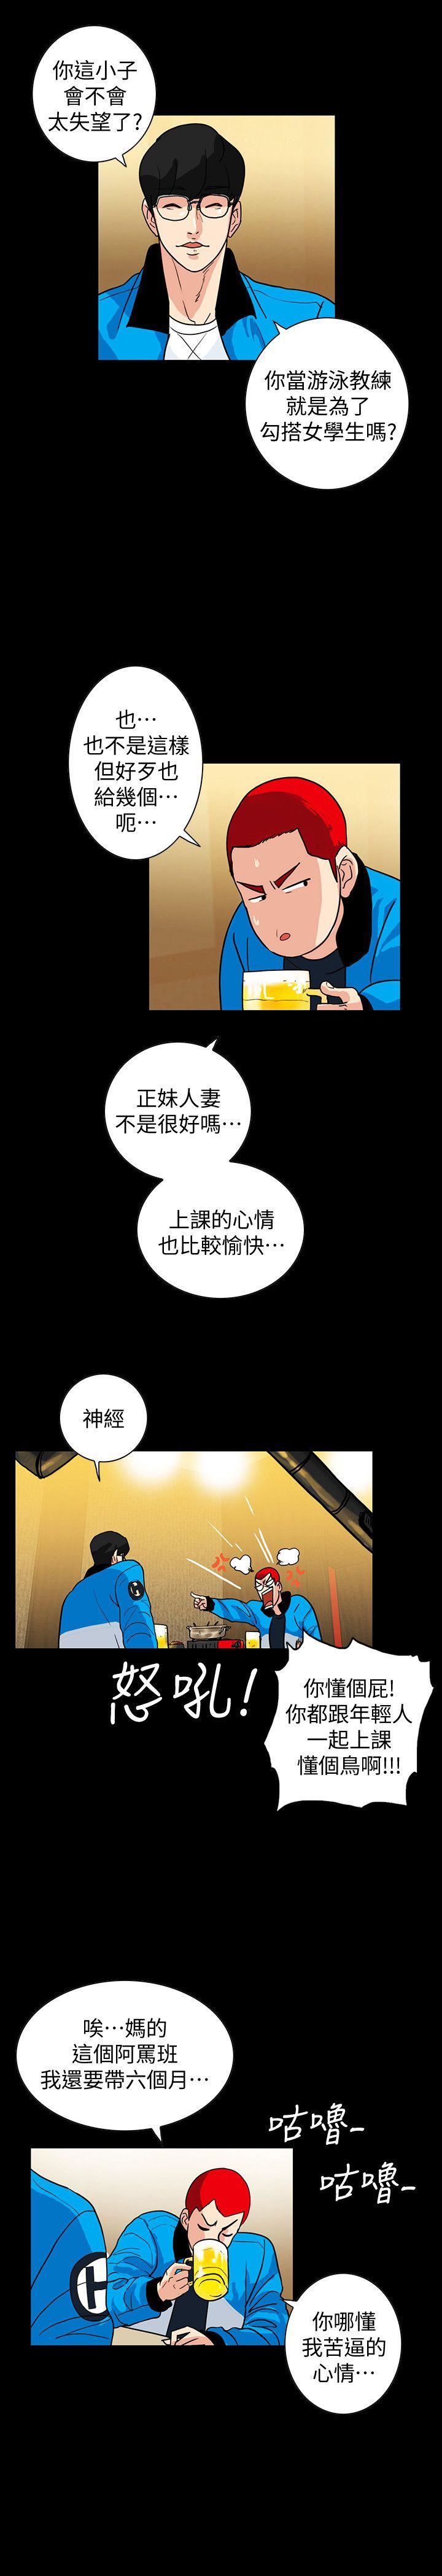 你這小子
會不會
太失望了?
你當游泳教練
就是為了
勾搭女學生嗎?
也⋯
也不是這樣
但好歹也
給幾個⋯
呃⋯
正妹人妻
不是很好嗎⋯
上課的心情
也比較愉快⋯
神經
怒吼!
你懂個屁!
你都跟年輕人
一起上課
懂個鳥啊!!!
唉⋯媽的
這個阿罵班
我還要帶六個月⋯
咕嚕-
咕嚕-
你哪懂
我苦逼的
心情⋯